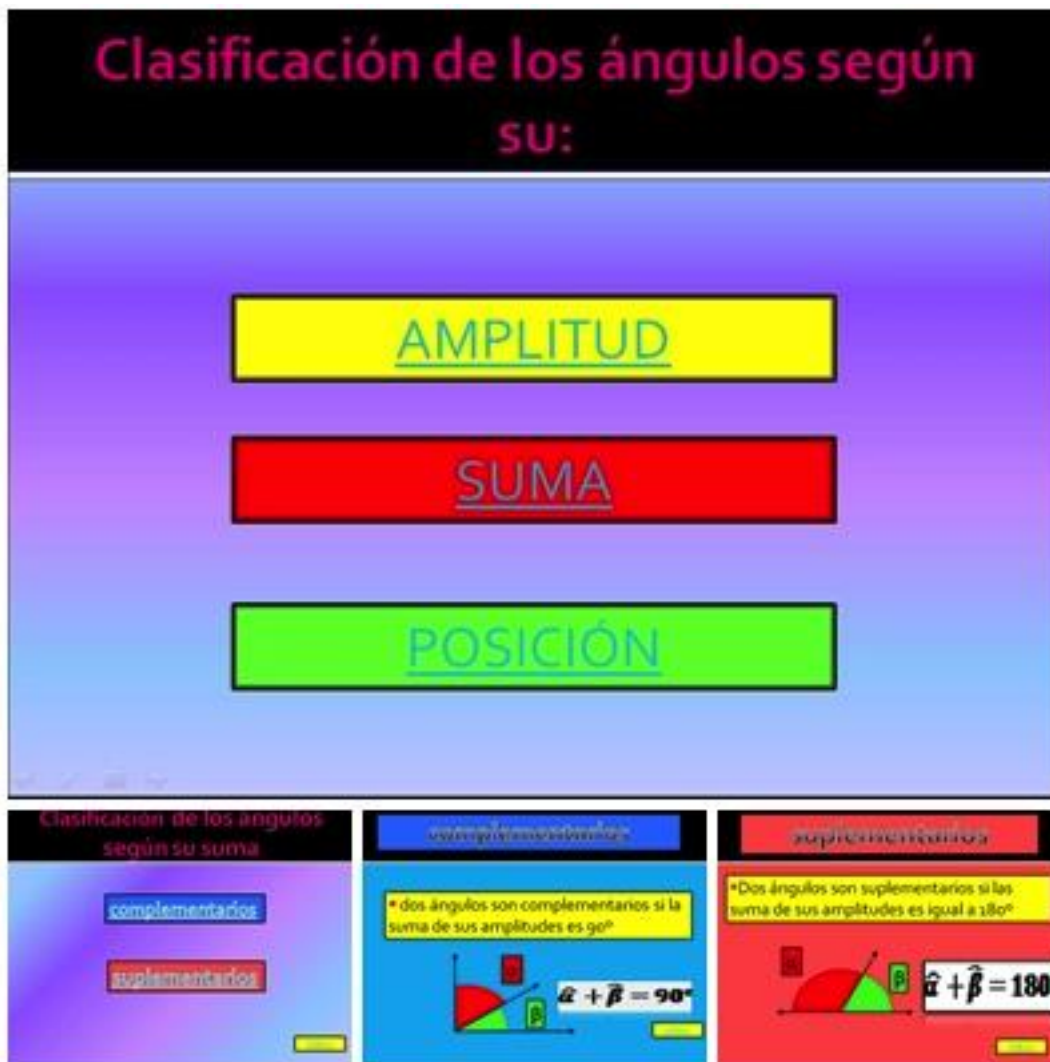 Clasificación de los ángulos según
su:
AMPLITUD
SUMA
POSICIÓN
Clasificación de los ángulos
según su suma
complementarios
suplementarios
complementarios
• dos ángulos son complementarios si la
suma de sus amplitudes es 90º
α
β
α̂ + β̂ = 90°
suplementarios
•Dos ángulos son suplementarios si las
suma de sus amplitudes es igual a 180º
α
β
α̂ + β̂ = 180